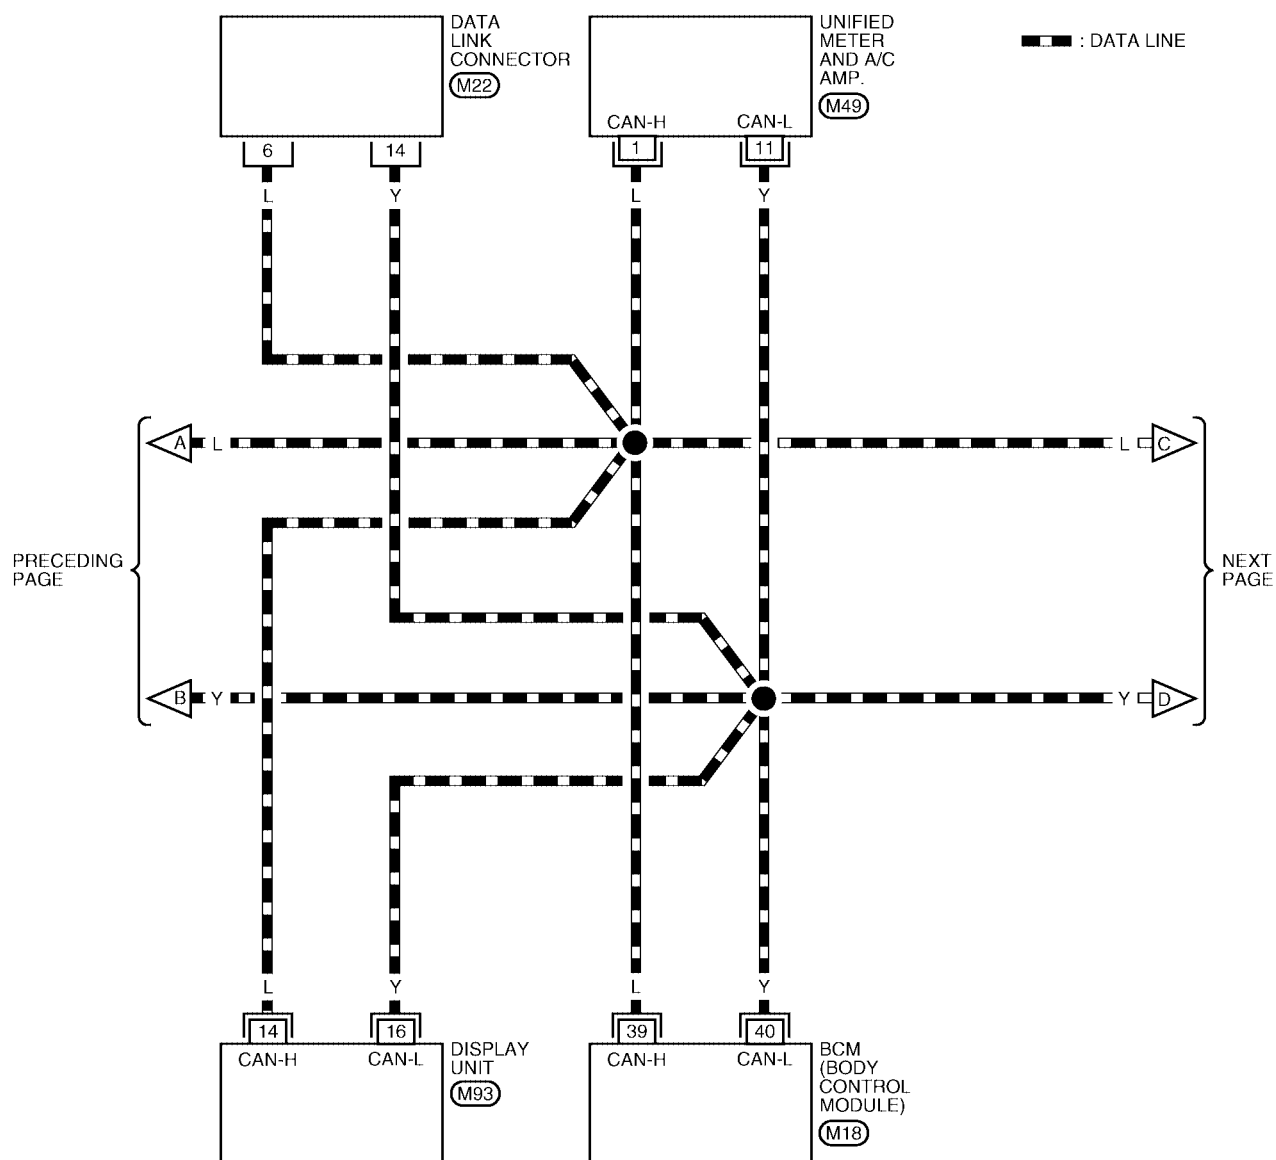 DATA
LINK
CONNECTOR
M22
UNIFIED
METER
AND A/C
AMP.
M49
: DATA LINE
CAN-H
CAN-L
6
14
1
11
L
Y
L
Y
A
L
L
C
PRECEDING
PAGE
NEXT
PAGE
B
Y
Y
D
L
Y
L
Y
14
16
39
40
CAN-H
CAN-L
DISPLAY
UNIT
M93
CAN-H
CAN-L
BCM
(BODY
CONTROL
MODULE)
M18